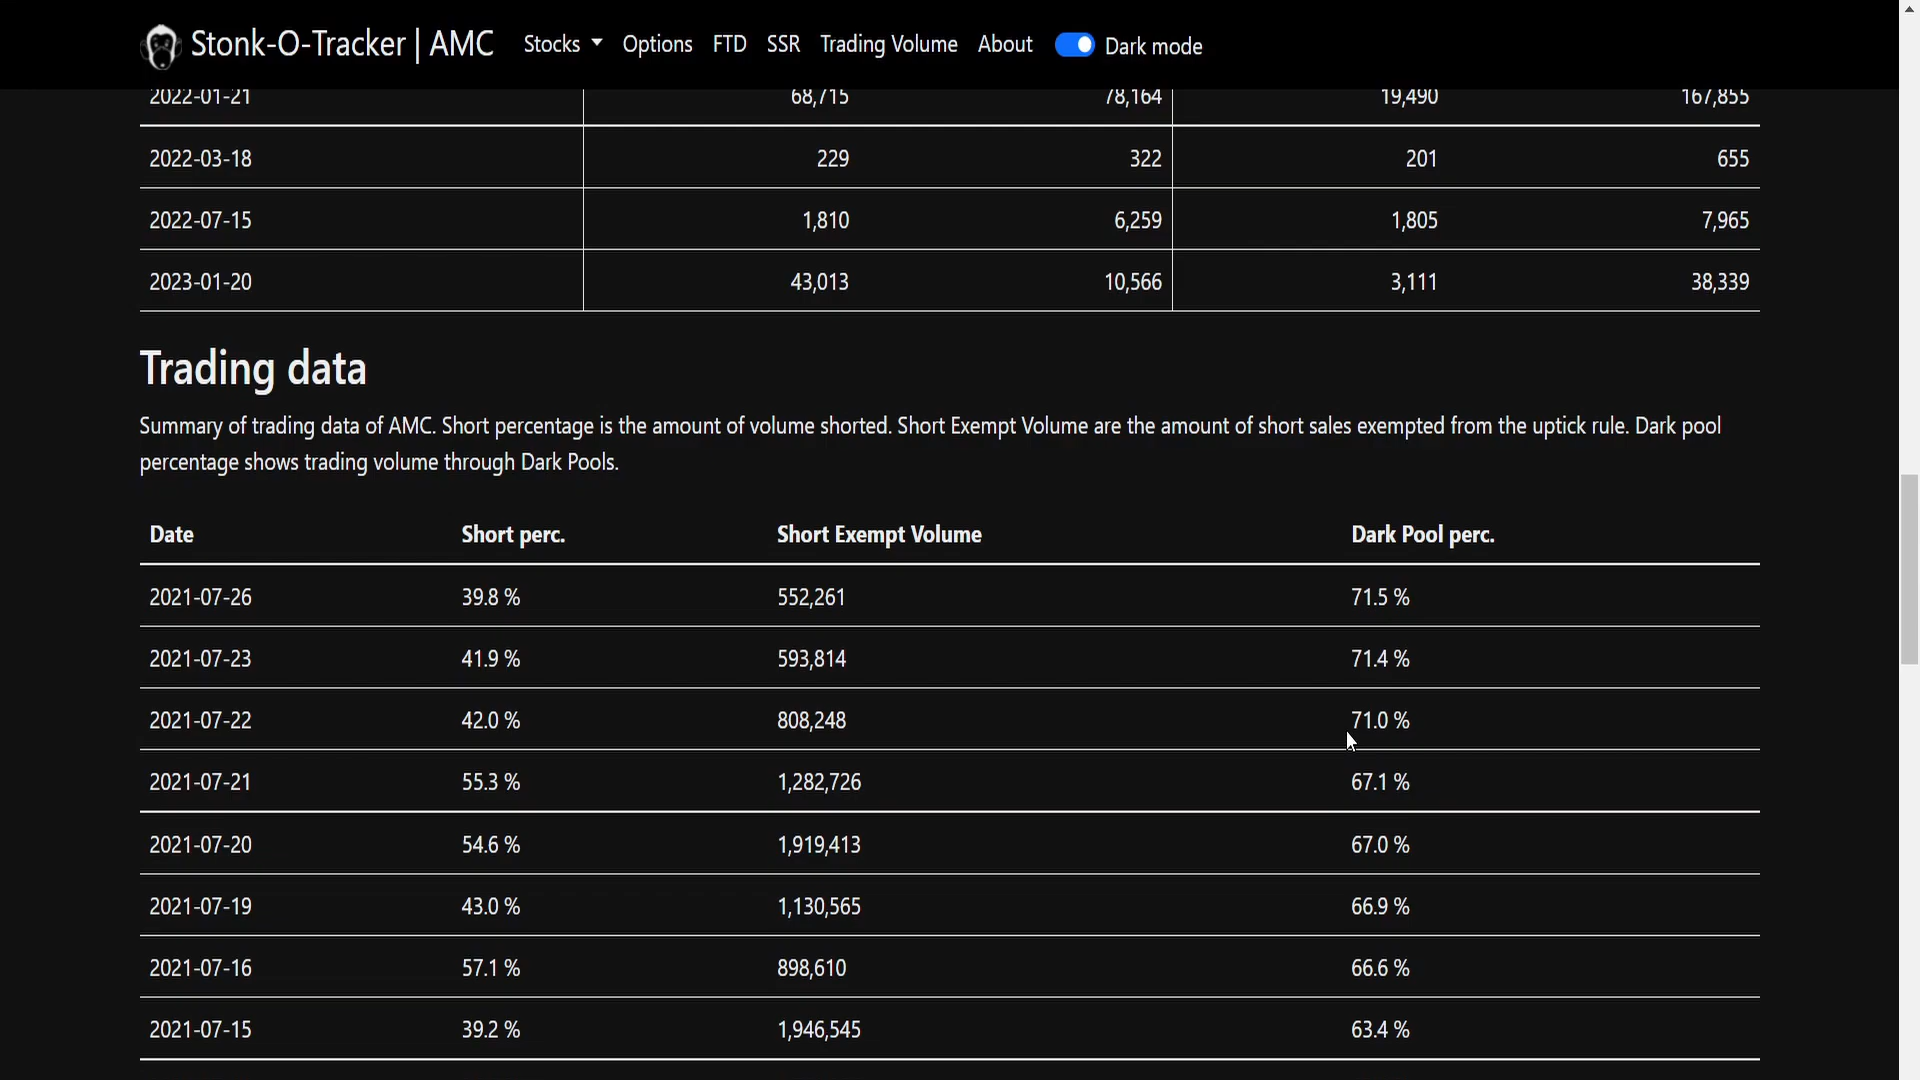 Stonk-O-Tracker | AMC Stocks Options FTD SSR Trading Volume About Dark mode
2022-01-21 68,715 78,164 19,490 167,855
2022-03-18 229 322 201 655
2022-07-15 1,810 6,259 1,805 7,965
2023-01-20 43,013 10,566 3,111 38,339
Trading data
Summary of trading data of AMC. Short percentage is the amount of volume shorted. Short Exempt Volume are the amount of short sales exempted from the uptick rule. Dark pool
percentage shows trading volume through Dark Pools.
Date Short perc. Short Exempt Volume Dark Pool perc.
2021-07-26 39.8 % 552,261 71.5 %
2021-07-23 41.9 % 593,814 71.4 %
2021-07-22 42.0 % 808,248 71.0 %
2021-07-21 55.3 % 1,282,726 67.1 %
2021-07-20 54.6 % 1,919,413 67.0 %
2021-07-19 43.0 % 1,130,565 66.9 %
2021-07-16 57.1 % 898,610 66.6 %
2021-07-15 39.2 % 1,946,545 63.4 %